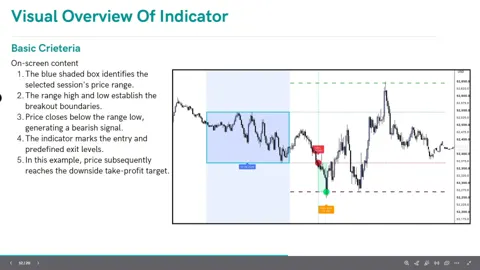 Visual Overview Of Indicator
Basic Crieteria
On-screen content
1. The blue shaded box identifies the
selected session's price range.
2. The range high and low establish the
breakout boundaries.
3. Price closes below the range low,
generating a bearish signal.
4. The indicator marks the entry and
predefined exit levels.
5. In this example, price subsequently
reaches the downside take-profit target.